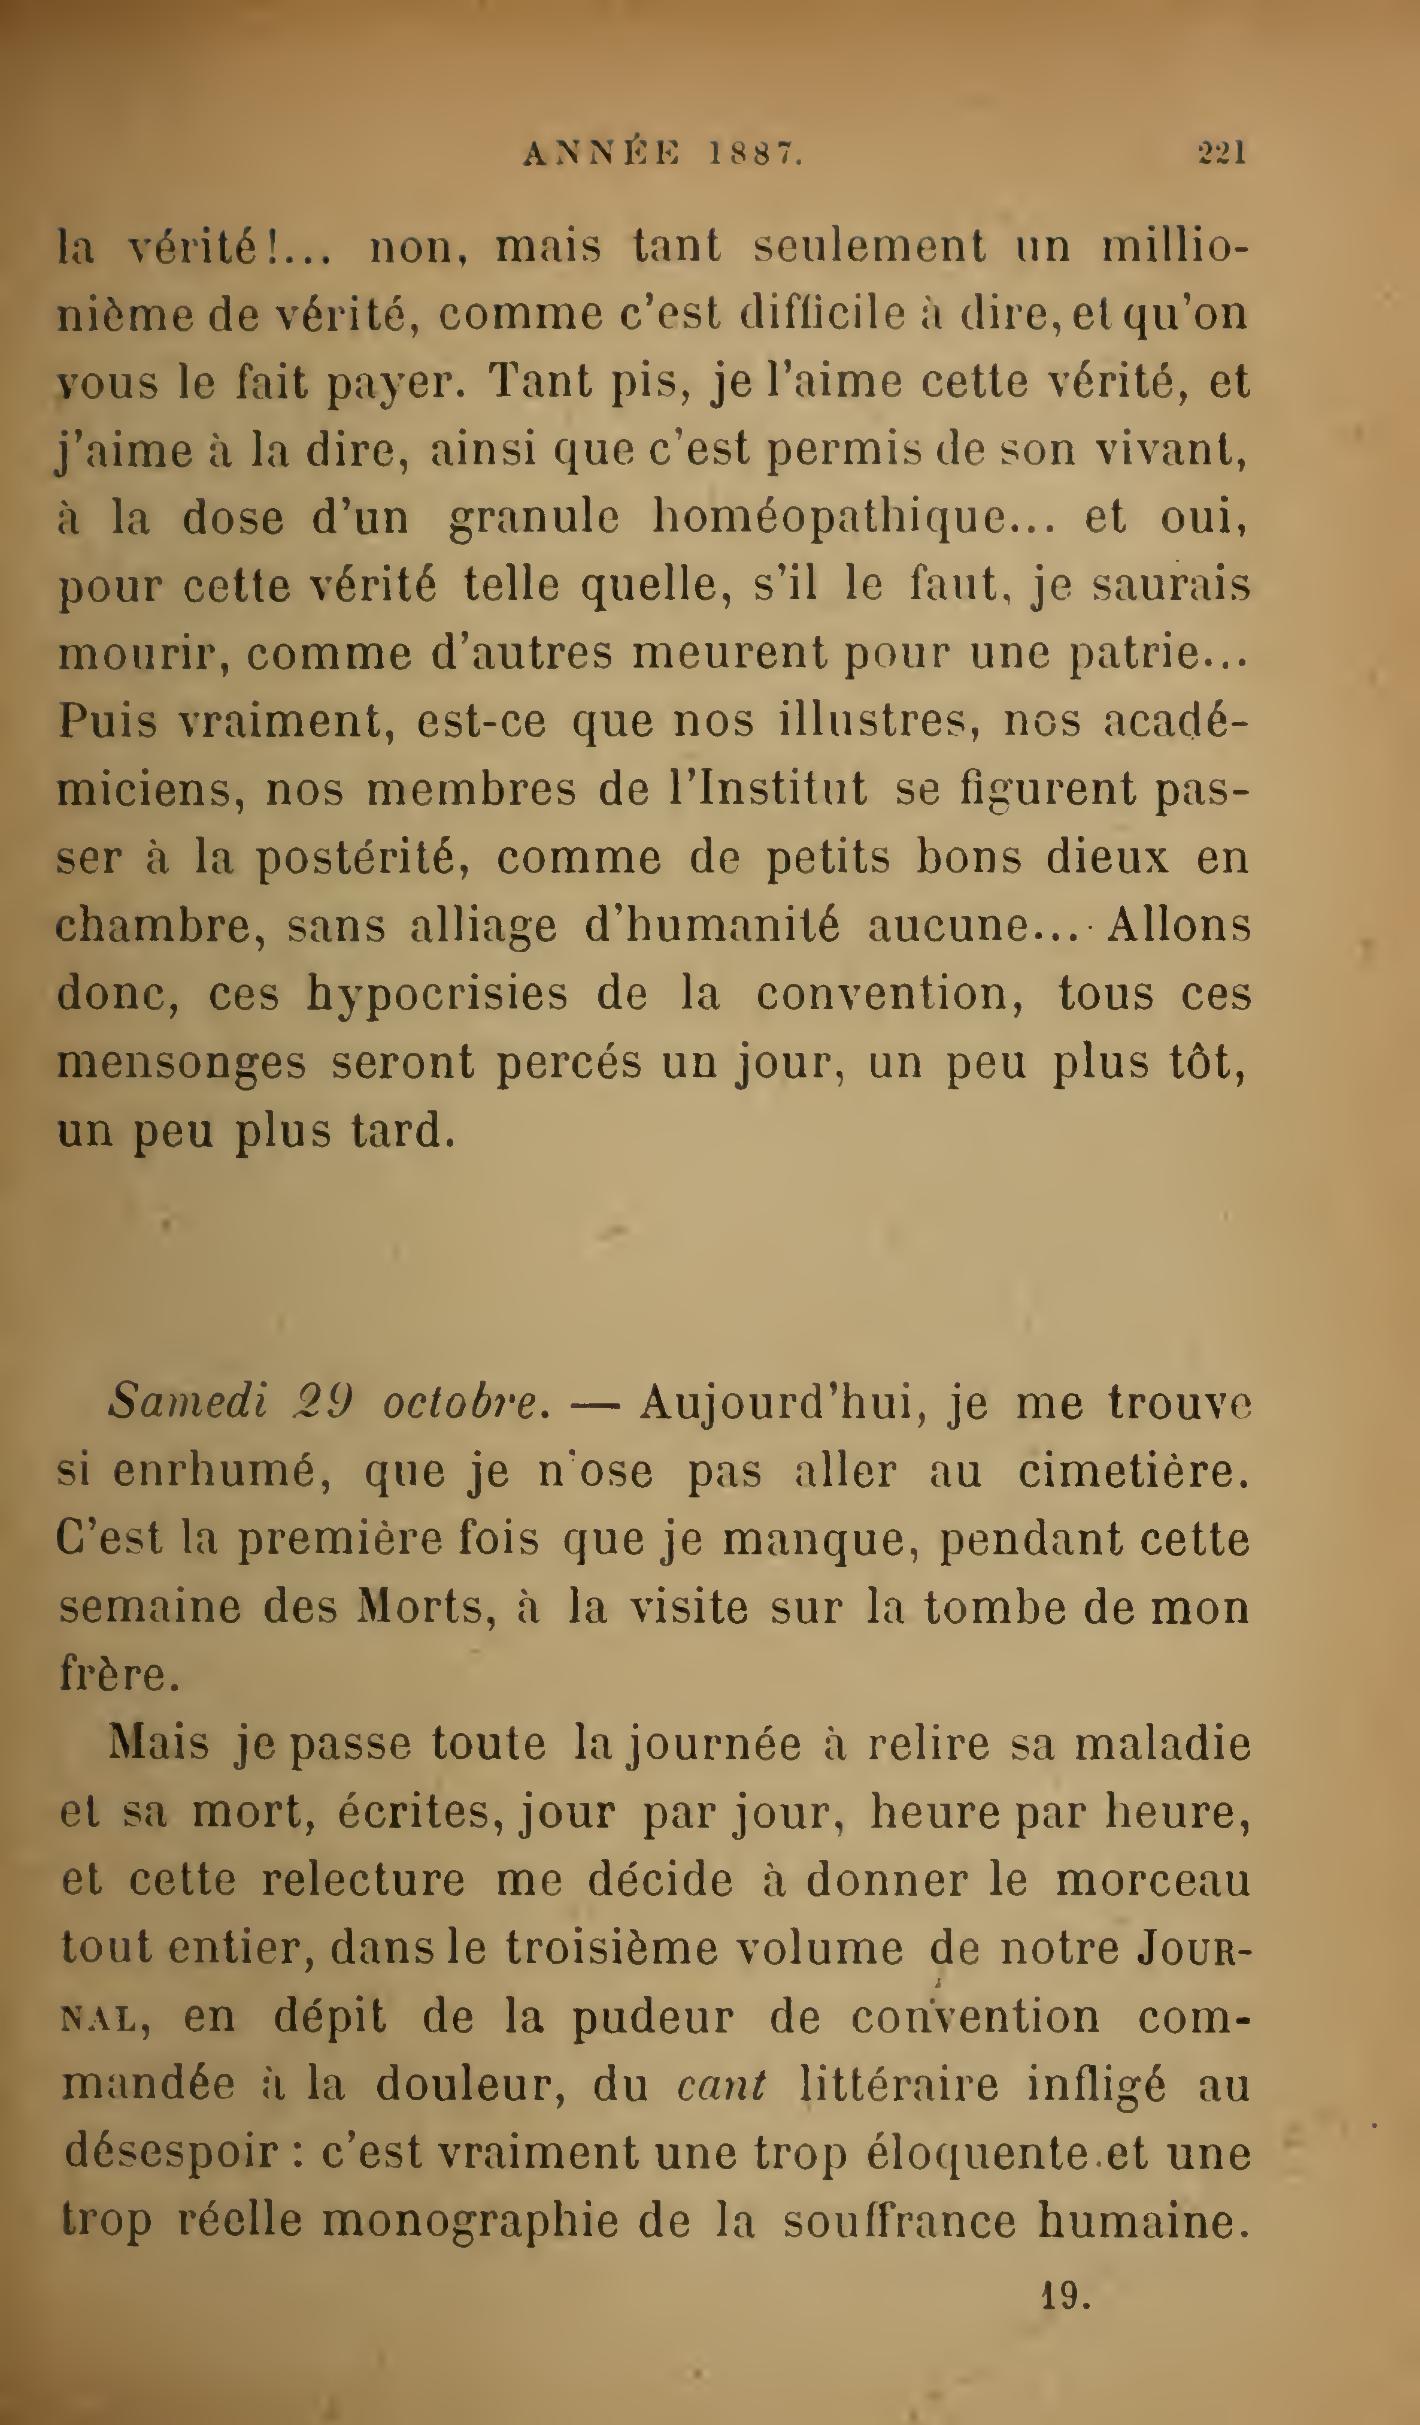 ANNÉE 1887. 221
la vérité!... non, mais tant seulement un millio-
nième de vérité, comme c'est difficile à dire, et qu'on
vous le fait payer. Tant pis, je l'aime cette vérité, et
j'aime à la dire, ainsi que c'est permis de son vivant,
à la dose d'un granule homéopathique... et oui,
pour cette vérité telle quelle, s'il le faut, je saurais
mourir, comme d'autres meurent pour une patrie...
Puis vraiment, est-ce que nos illustres, nos acadé-
miciens, nos membres de l'Institut se figurent pas-
ser à la postérité, comme de petits bons dieux en
chambre, sans alliage d'humanité aucune... Allons
donc, ces hypocrisies de la convention, tous ces
mensonges seront percés un jour, un peu plus tôt,
un peu plus tard.
Samedi 29 octobre. — Aujourd'hui, je me trouve
si enrhumé, que je n'ose pas aller au cimetière.
C'est la première fois que je manque, pendant cette
semaine des Morts, à la visite sur la tombe de mon
frère.
Mais je passe toute la journée à relire sa maladie
et sa mort, écrites, jour par jour, heure par heure,
et cette relecture me décide à donner le morceau
tout entier, dans le troisième volume de notre JOUR-
NAL, en dépit de la pudeur de convention com-
mandée à la douleur, du cant littéraire infligé au
désespoir : c'est vraiment une trop éloquente et une
trop réelle monographie de la souffrance humaine.
19.